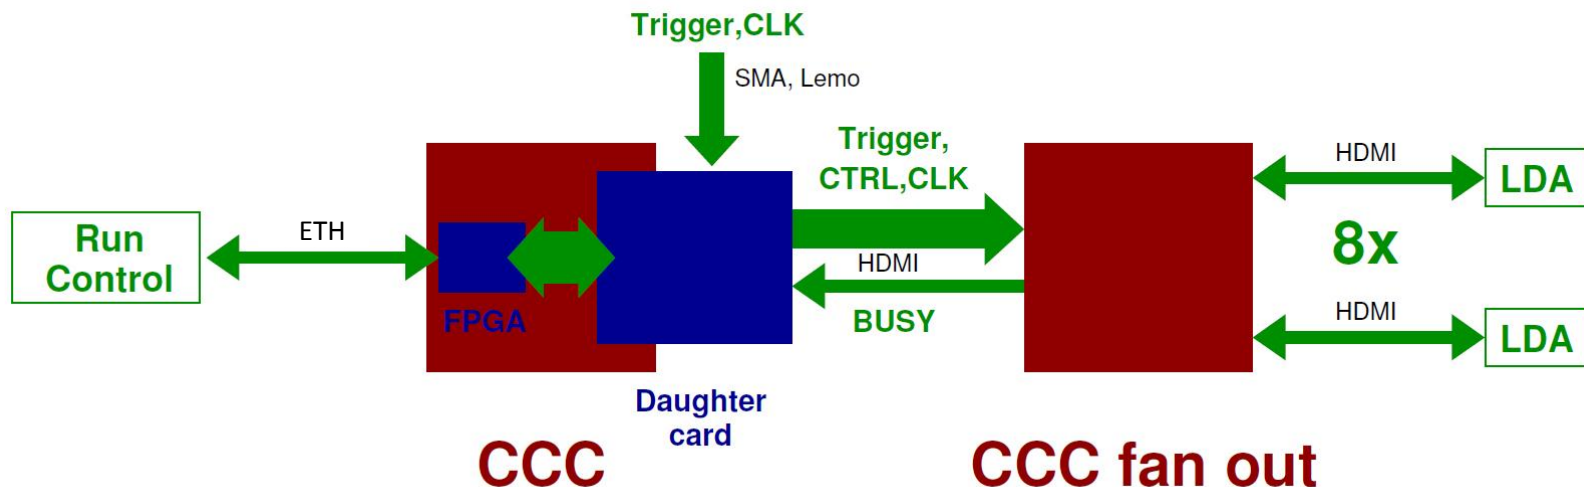 Trigger,CLK
SMA, Lemo
Trigger,
CTRL,CLK
HDMI
BUSY
Run
Control
ETH
FPGA
Daughter
card
CCC
CCC fan out
HDMI
LDA
8x
HDMI
LDA